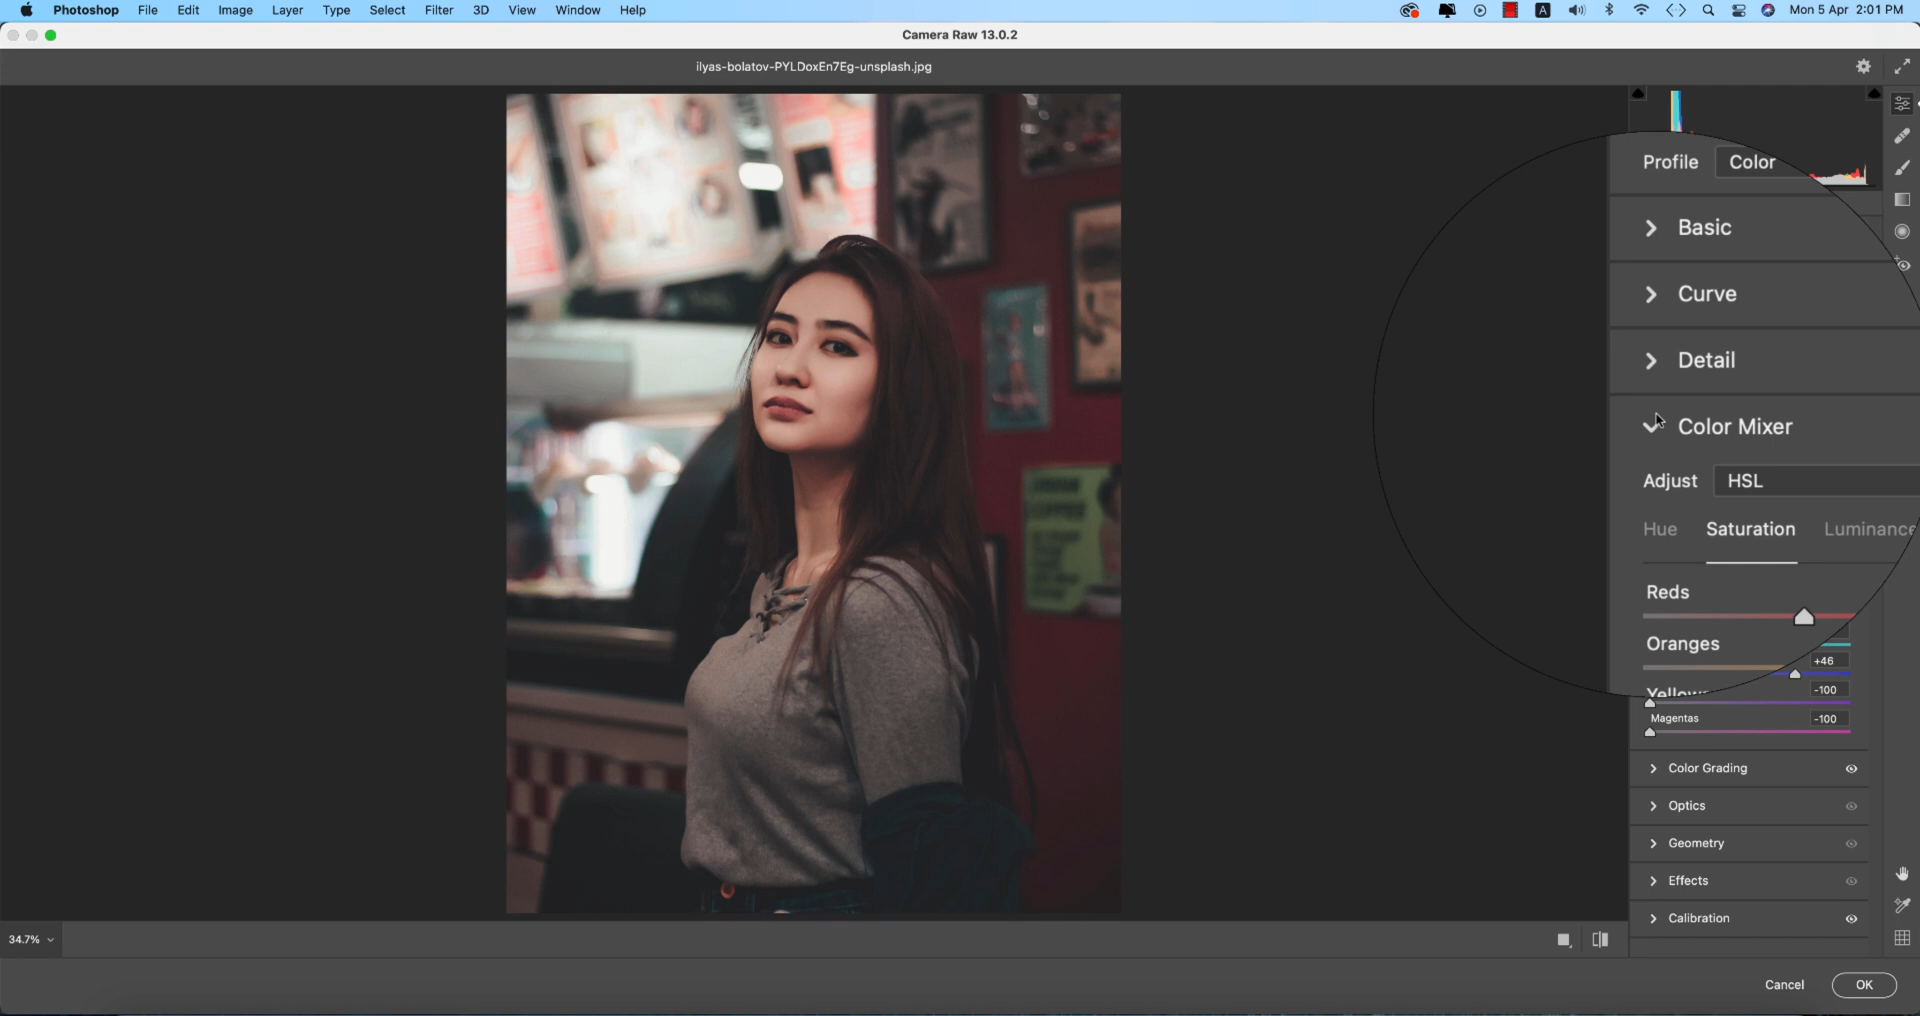 Photoshop File Edit Image Layer Type Select Filter 3D View Window Help A Mon 5 Apr 2:01 PM
Camera Raw 13.0.2
ilyas-bolatov-PYLDoxEn7Eg-unsplash.jpg
Profile Color
Basic
Curve
Detail
Color Mixer
Adjust HSL
Hue Saturation Luminance
Reds
Oranges
+46
Yellows
-100
Magentas -100
Color Grading
Optics
Geometry
Effects
Calibration
34.7%
Cancel OK